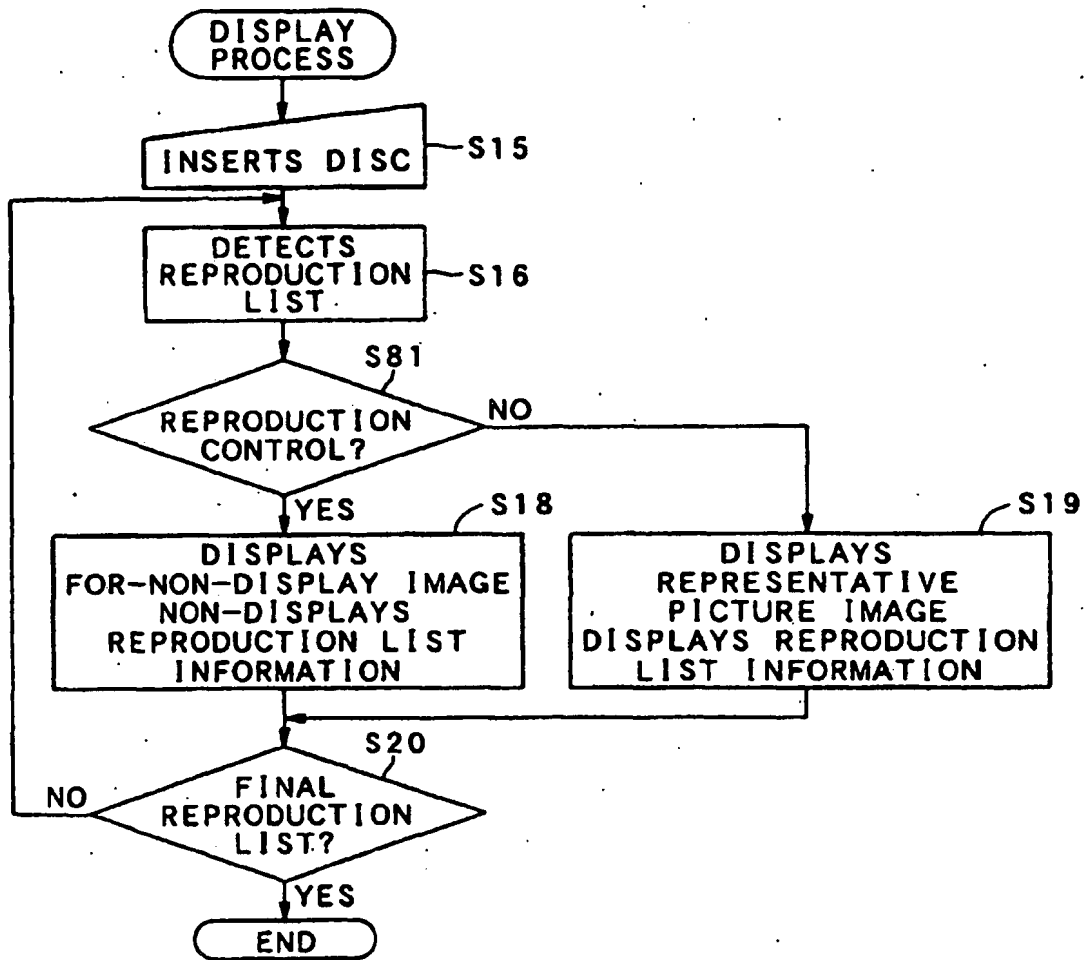 DISPLAY
PROCESS
INSERTS DISC
S15
DETECTS
REPRODUCTION
LIST
S16
S81
REPRODUCTION
CONTROL?
NO
YES
S18
DISPLAYS
FOR-NON-DISPLAY IMAGE
NON-DISPLAYS
REPRODUCTION LIST
INFORMATION
S19
DISPLAYS
REPRESENTATIVE
PICTURE IMAGE
DISPLAYS REPRODUCTION
LIST INFORMATION
S20
FINAL
REPRODUCTION
LIST?
NO
YES
END